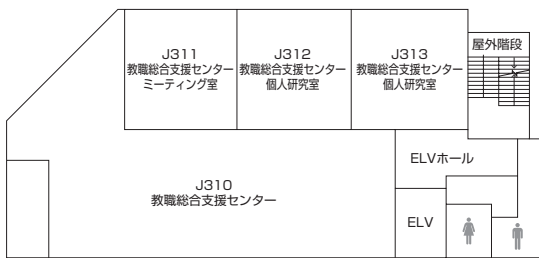 J311
教職総合支援センター
ミーティング室
J312
教職総合支援センター
個人研究室
J313
教職総合支援センター
個人研究室
屋外階段
ELVホール
J310
教職総合支援センター
ELV